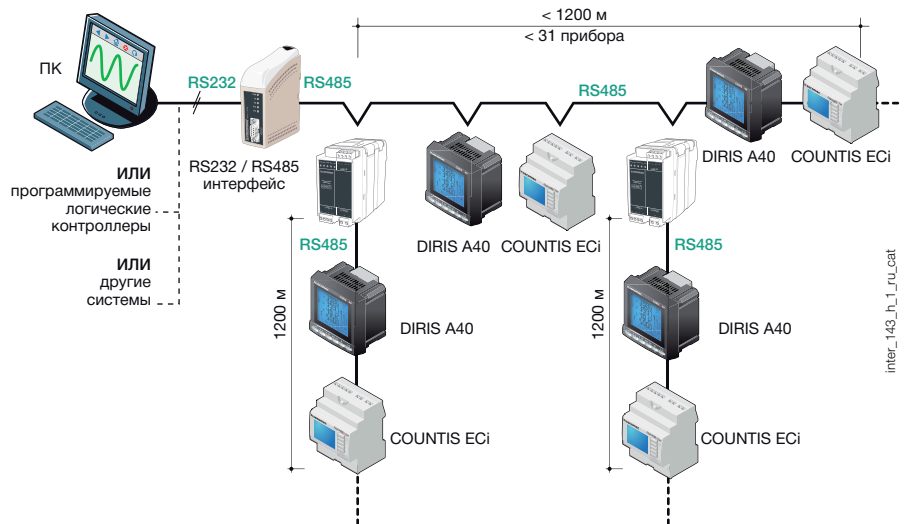 < 1200 м
< 31 прибора
ПК
RS232
RS485
RS485
RS232 / RS485
интерфейс
ИЛИ
программируемые
логические
контроллеры
ИЛИ
другие
системы
DIRIS A40
COUNTIS ECi
DIRIS A40
COUNTIS ECi
RS485
1200 м
DIRIS A40
COUNTIS ECi
RS485
1200 м
DIRIS A40
COUNTIS ECi
inter_143_h_1_ru_cat